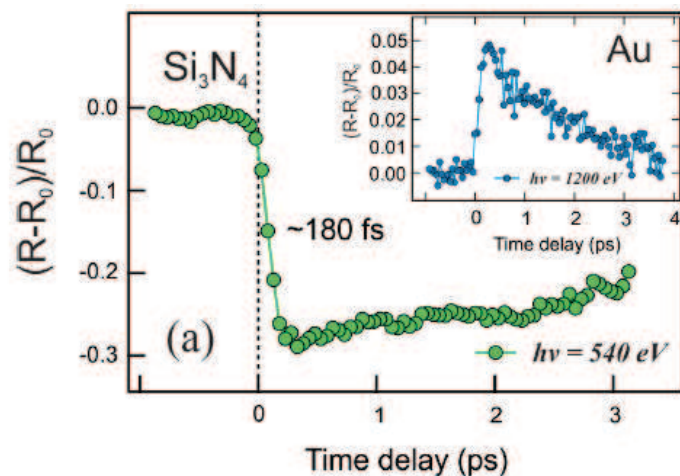 Si₃N₄
(R-R₀)/R₀
0.0
-0.1
-0.2
-0.3
~180 fs
(a)
hν = 540 eV
0 1 2 3
Time delay (ps)
Au
(R-R₀)/R₀
0.05
0.04
0.03
0.02
0.01
0.00
hν = 1200 eV
0 1 2 3 4
Time delay (ps)